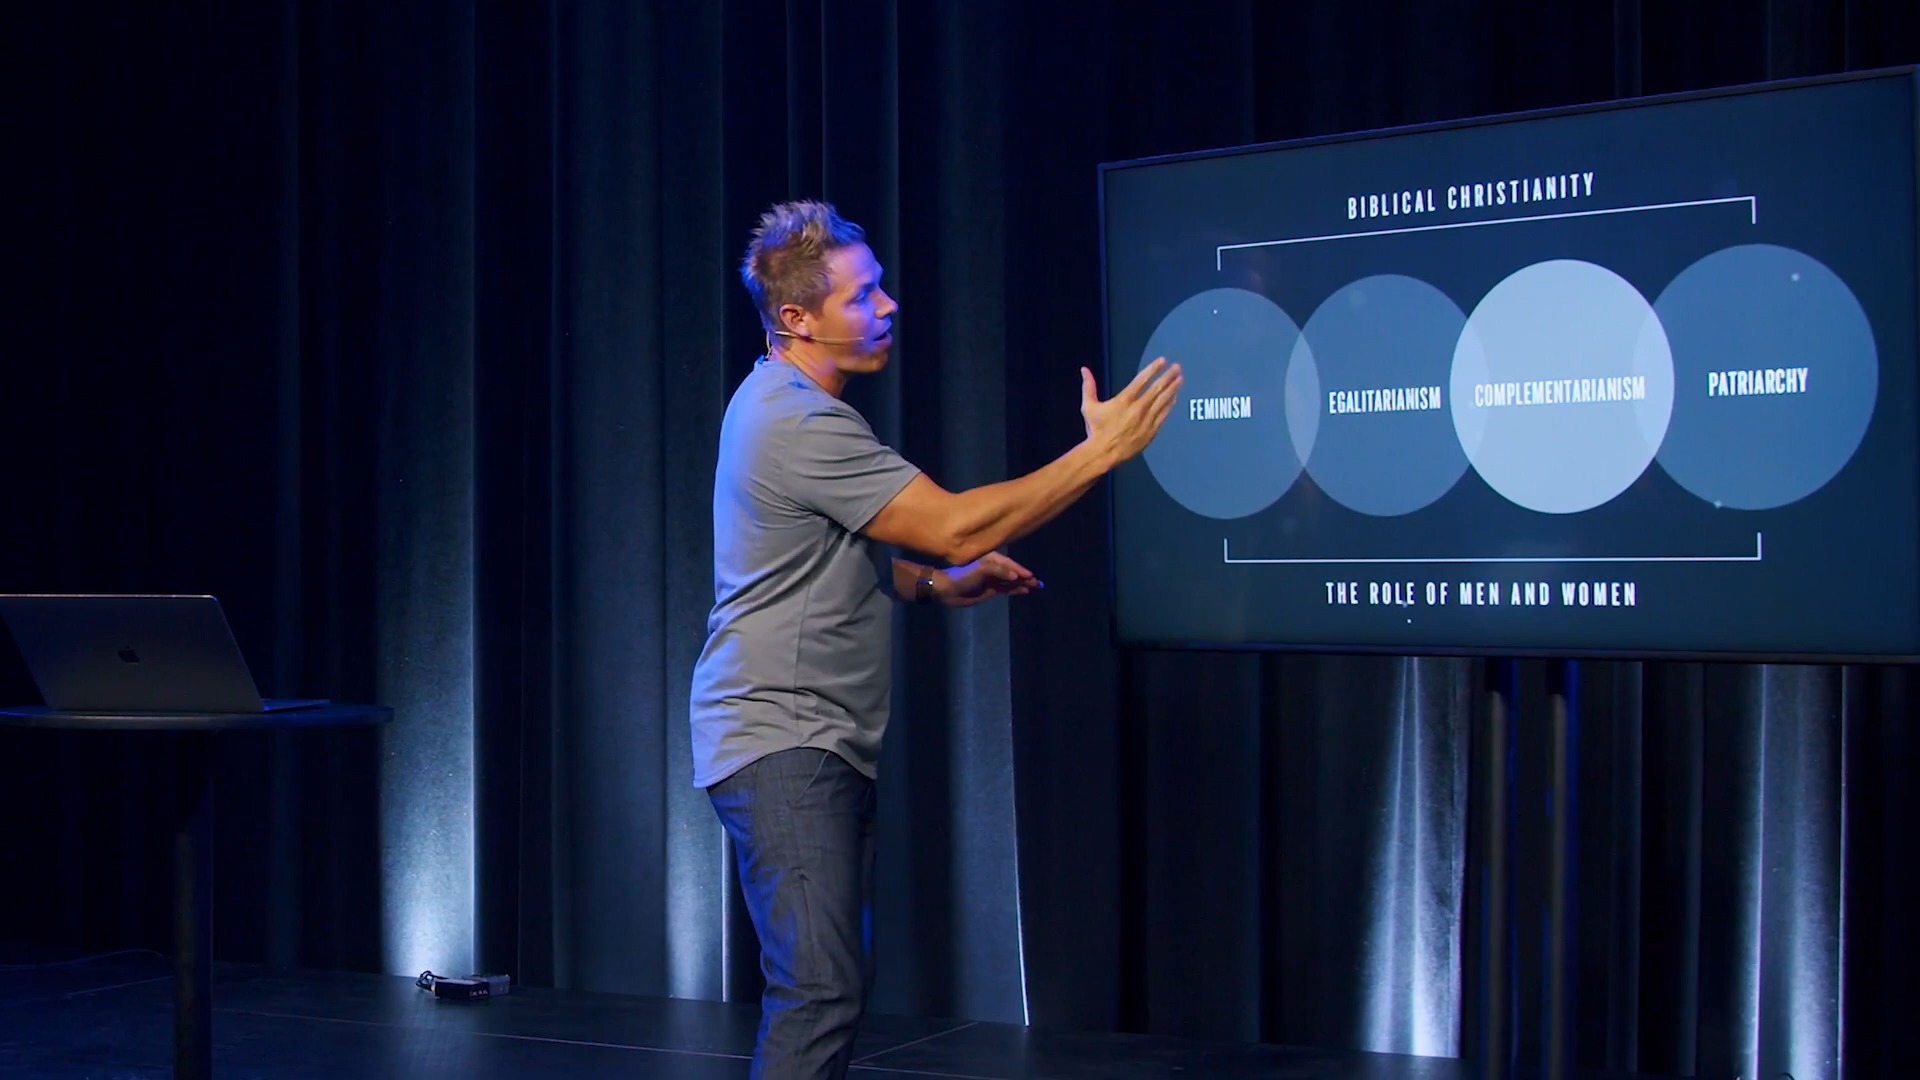 BIBLICAL CHRISTIANITY
FEMINISM
EGALITARIANISM
COMPLEMENTARIANISM
PATRIARCHY
THE ROLE OF MEN AND WOMEN